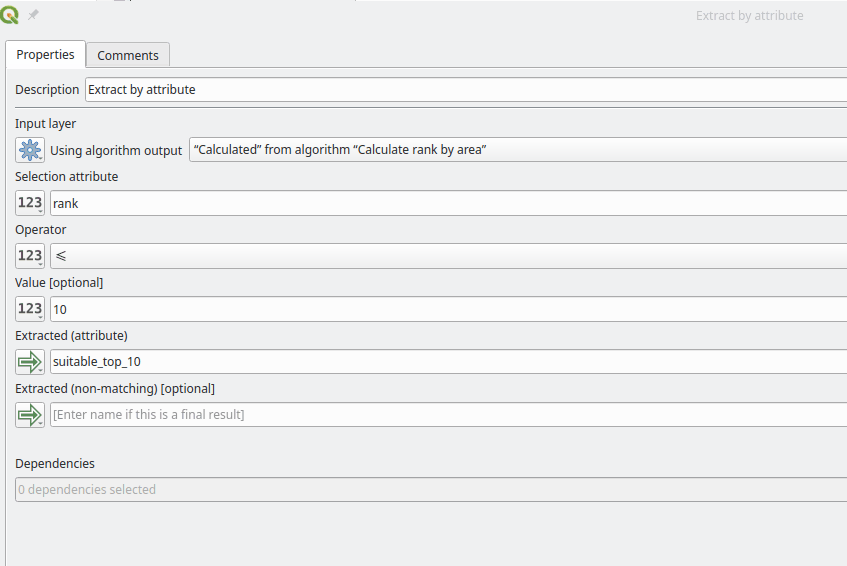 Extract by attribute
Properties Comments
Description Extract by attribute
Input layer
Using algorithm output “Calculated” from algorithm “Calculate rank by area”
Selection attribute
123 rank
Operator
123 ≤
Value [optional]
123 10
Extracted (attribute)
suitable_top_10
Extracted (non-matching) [optional]
[Enter name if this is a final result]
Dependencies
0 dependencies selected